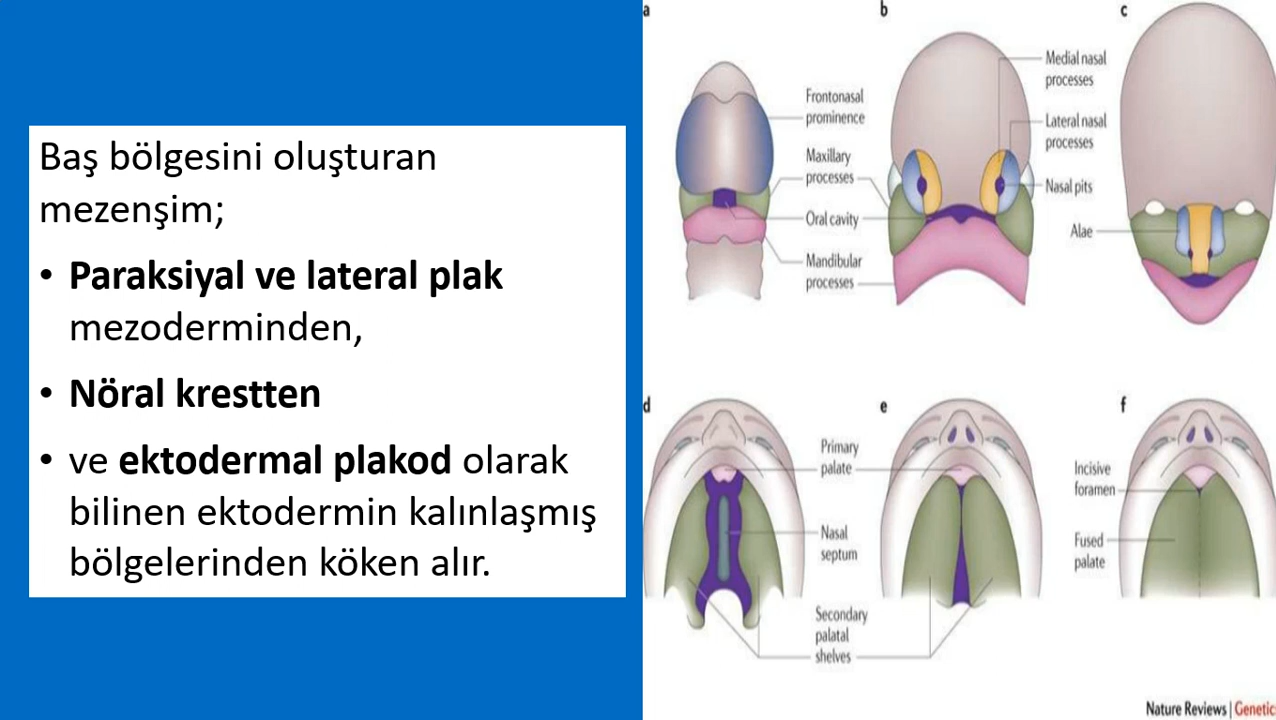 Baş bölgesini oluşturan
mezenşim;
• Paraksiyal ve lateral plak
mezoderminden,
• Nöral krestten
• ve ektodermal plakod olarak
bilinen ektodermin kalınlaşmış
bölgelerinden köken alır.
a
b
c
Frontonasal
prominence
Maxillary
processes
Oral cavity
Mandibular
processes
Medial nasal
processes
Lateral nasal
processes
Nasal pits
Alae
d
e
f
Primary
palate
Nasal
septum
Secondary
palatal
shelves
Incisive
foramen
Fused
palate
Nature Reviews | Genetic